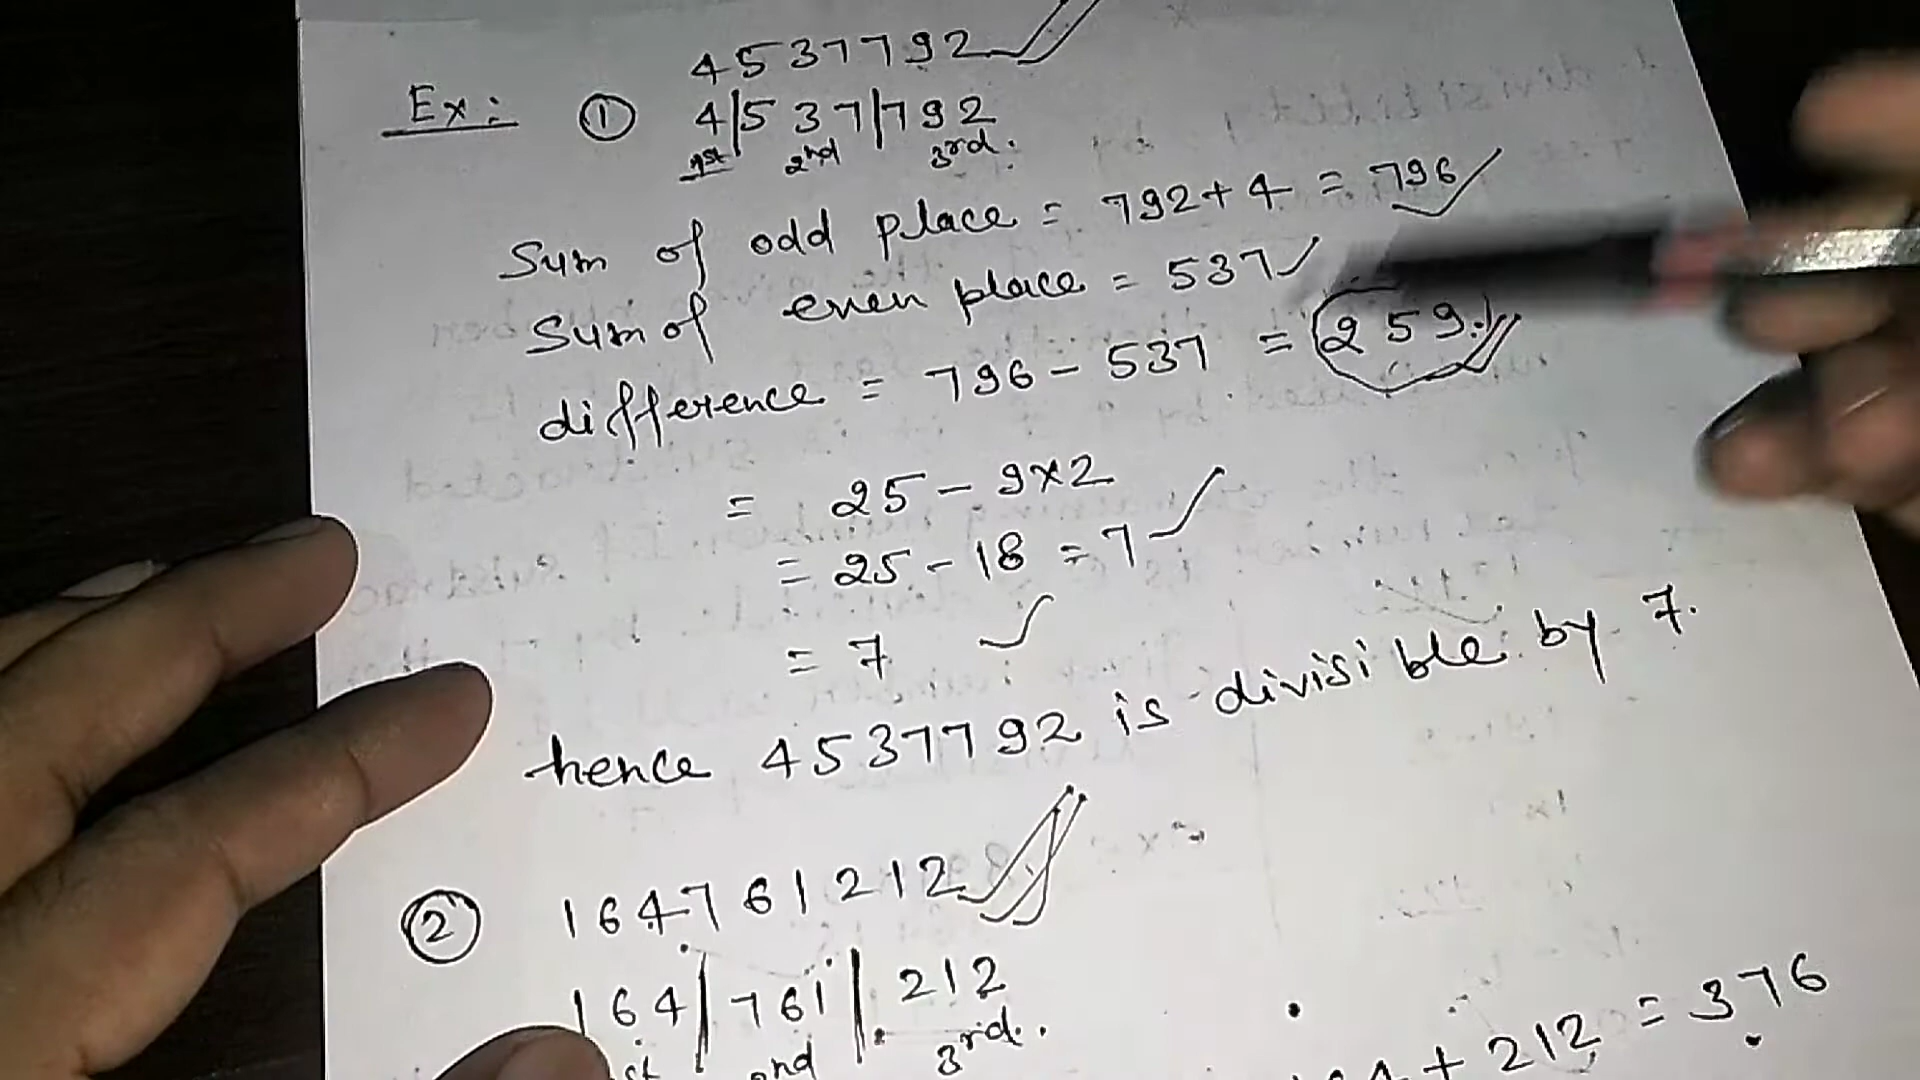 4537792
Ex: ① 4|537|792
1st 2nd 3rd.
Sum of odd place = 792+4 = 796
Sum of even place = 537
difference = 796 - 537 = 259.
= 25 - 9×2
= 25 - 18 = 7
= 7
hence 4537792 is divisible by 7.
② 164761212
164|761|212
3rd.
+ 212 = 376